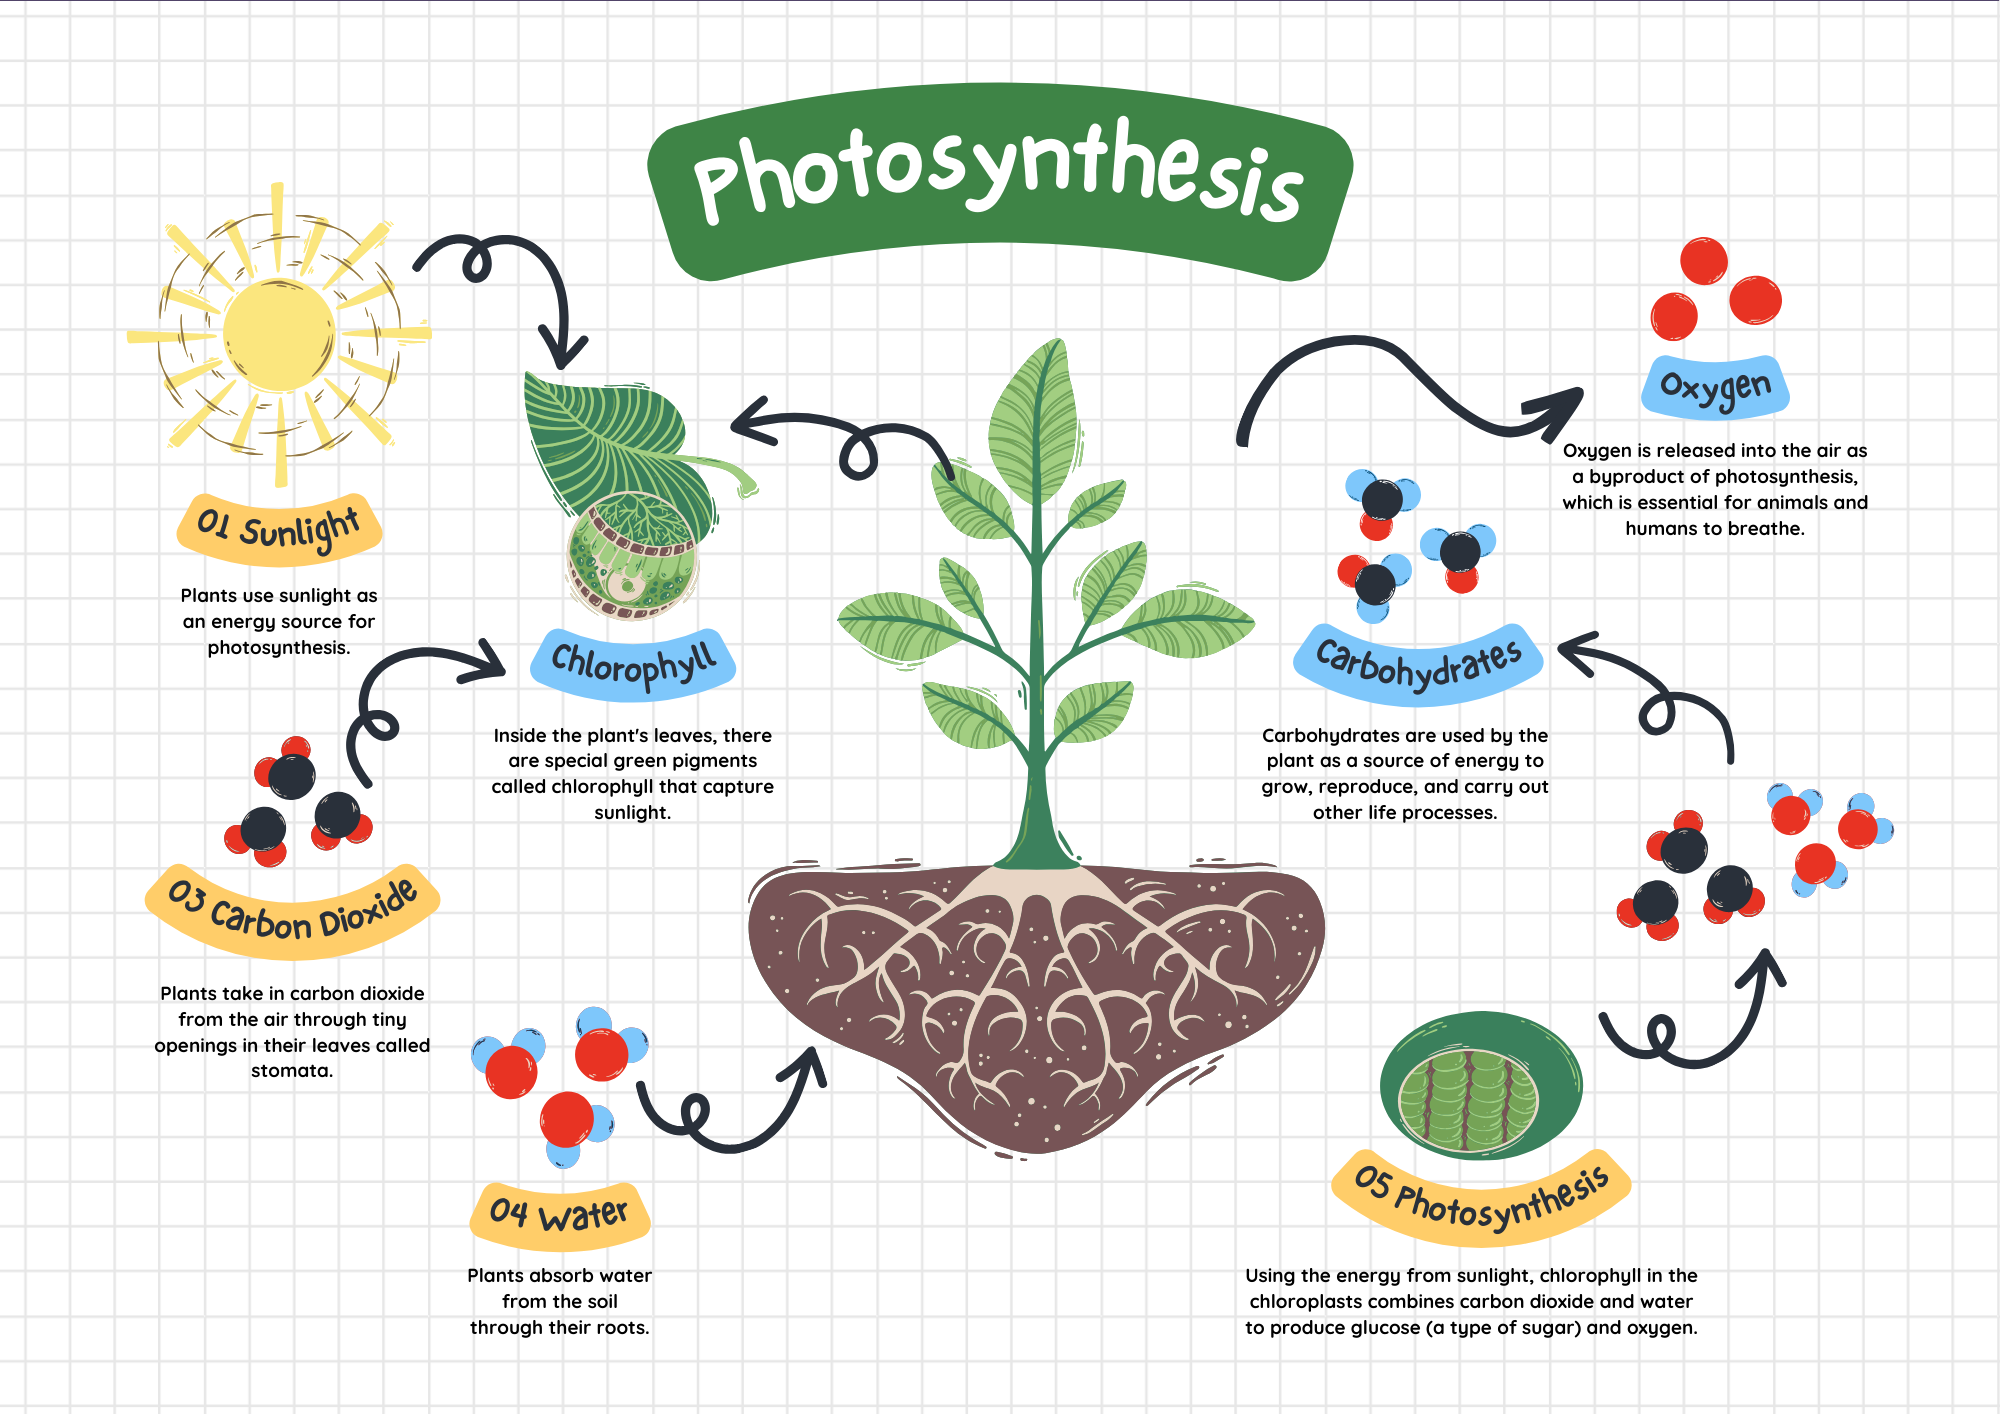 Photosynthesis
01 Sunlight
Plants use sunlight as
an energy source for
photosynthesis.
Chlorophyll
Inside the plant's leaves, there
are special green pigments
called chlorophyll that capture
sunlight.
03 Carbon Dioxide
Plants take in carbon dioxide
from the air through tiny
openings in their leaves called
stomata.
04 Water
Plants absorb water
from the soil
through their roots.
05 Photosynthesis
Using the energy from sunlight, chlorophyll in the
chloroplasts combines carbon dioxide and water
to produce glucose (a type of sugar) and oxygen.
Carbohydrates
Carbohydrates are used by the
plant as a source of energy to
grow, reproduce, and carry out
other life processes.
Oxygen
Oxygen is released into the air as
a byproduct of photosynthesis,
which is essential for animals and
humans to breathe.